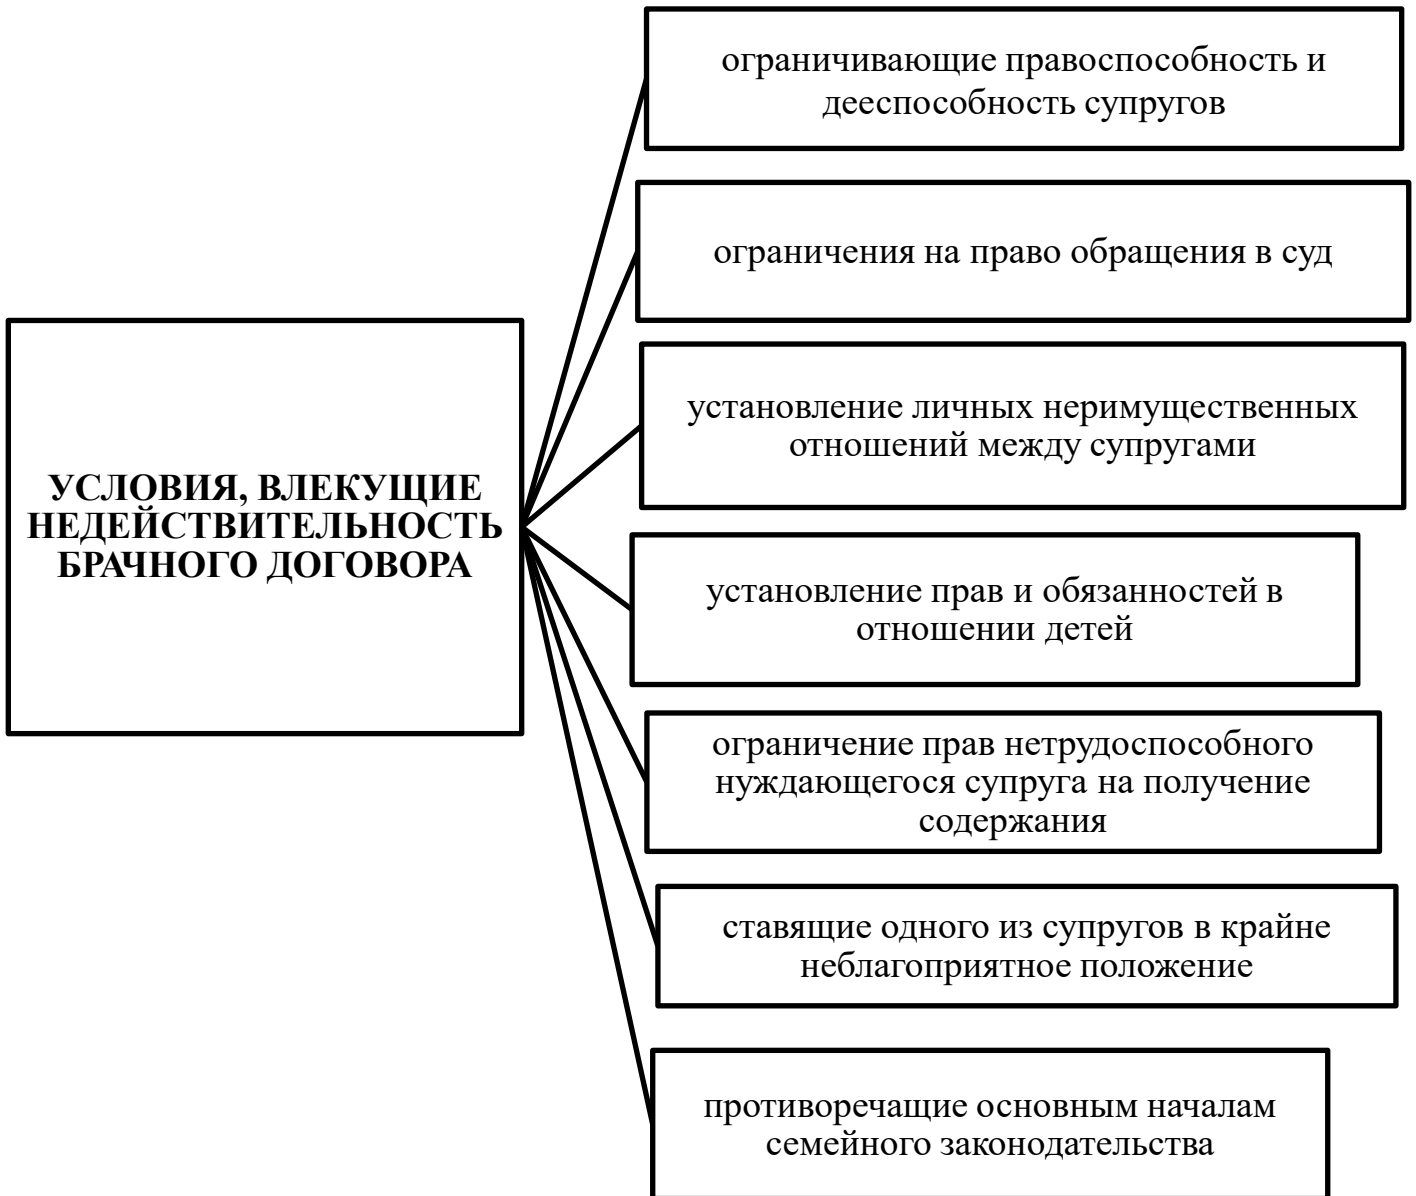 ограничивающие правоспособность и
дееспособность супругов
ограничения на право обращения в суд
УСЛОВИЯ, ВЛЕКУЩИЕ
НЕДЕЙСТВИТЕЛЬНОСТЬ
БРАЧНОГО ДОГОВОРА
установление личных неримущественных
отношений между супругами
установление прав и обязанностей в
отношении детей
ограничение прав нетрудоспособного
нуждающегося супруга на получение
содержания
ставящие одного из супругов в крайне
неблагоприятное положение
противоречащие основным началам
семейного законодательства